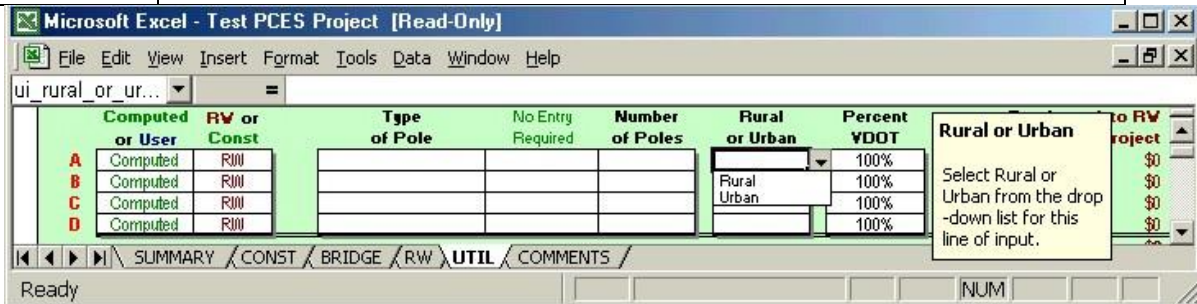 Microsoft Excel - Test PCES Project [Read-Only]
File Edit View Insert Format Tools Data Window Help
ui_rural_or_ur... =
Computed RW or Type No Entry Number Rural Percent to RW
or User Const of Pole Required of Poles or Urban VDOT roject
A Computed RW 100% $0
B Computed RW 100% $0
C Computed RW 100% $0
D Computed RW 100% $0
Rural
Urban
Rural or Urban
Select Rural or
Urban from the drop
-down list for this
line of input.
SUMMARY CONST BRIDGE RW UTIL COMMENTS
Ready NUM